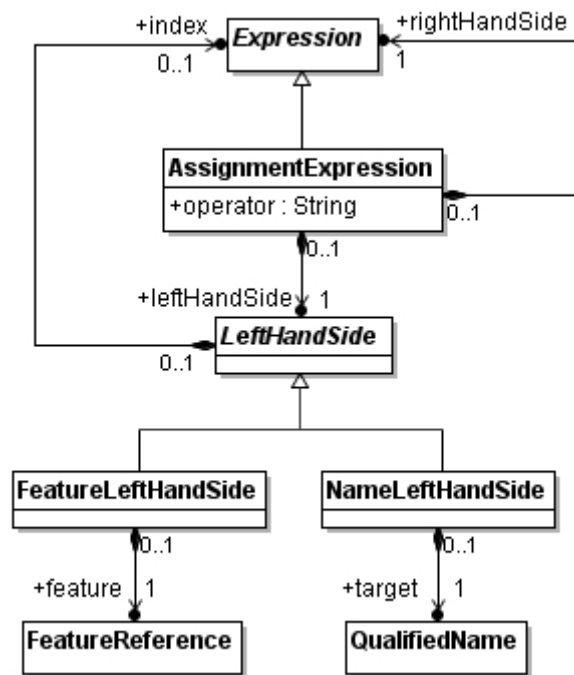 +index
Expression
+rightHandSide
0..1
1
AssignmentExpression
+operator : String
0..1
0..1
+leftHandSide
1
LeftHandSide
0..1
FeatureLeftHandSide
NameLeftHandSide
0..1
0..1
+feature
1
+target
1
FeatureReference
QualifiedName